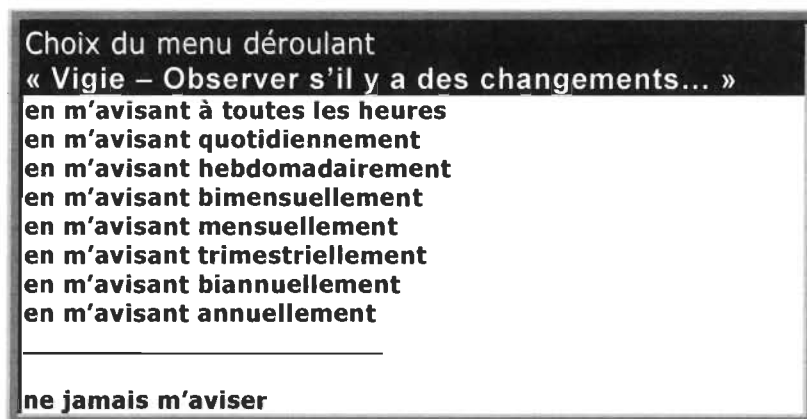 Choix du menu déroulant
« Vigie – Observer s'il y a des changements... »
en m'avisant à toutes les heures
en m'avisant quotidiennement
en m'avisant hebdomadairement
en m'avisant bimensuellement
en m'avisant mensuellement
en m'avisant trimestriellement
en m'avisant biannuellement
en m'avisant annuellement
ne jamais m'aviser